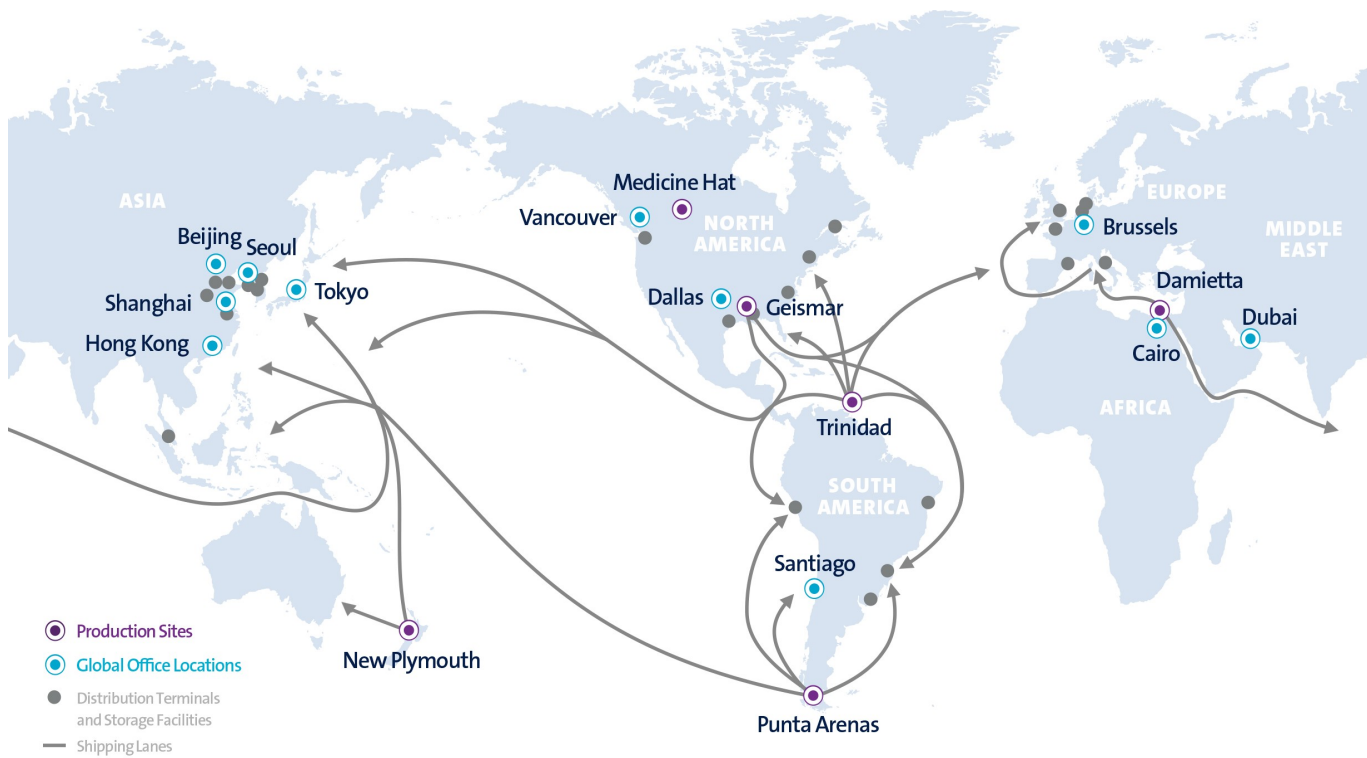 Medicine Hat
EUROPE
ASIA
Vancouver
NORTH
AMERICA
Brussels
MIDDLE
EAST
Beijing
Seoul
Tokyo
Shanghai
Hong Kong
Dallas
Geismar
Damietta
Dubai
Cairo
AFRICA
Trinidad
SOUTH
AMERICA
Santiago
New Plymouth
Punta Arenas
Production Sites
Global Office Locations
Distribution Terminals
and Storage Facilities
Shipping Lanes